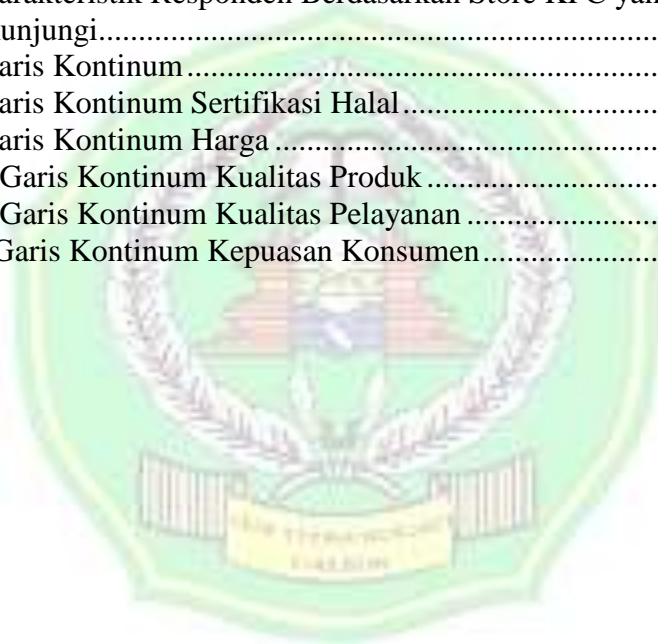 arakteristik Responden Berdasarkan Store KFC yan
kunjungi
aris Kontinum
aris Kontinum Sertifikasi Halal
aris Kontinum Harga
Garis Kontinum Kualitas Produk
Garis Kontinum Kualitas Pelayanan
Garis Kontinum Kepuasan Konsumen